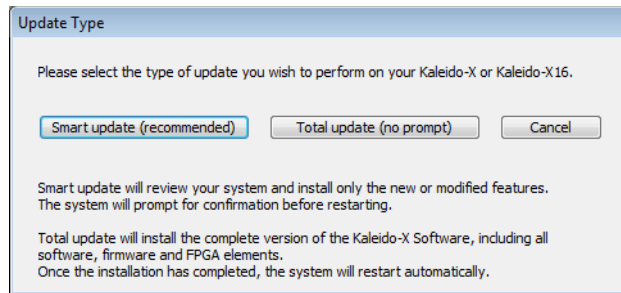 Update Type
Please select the type of update you wish to perform on your Kaleido-X or Kaleido-X16.
Smart update (recommended) Total update (no prompt) Cancel
Smart update will review your system and install only the new or modified features.
The system will prompt for confirmation before restarting.
Total update will install the complete version of the Kaleido-X Software, including all
software, firmware and FPGA elements.
Once the installation has completed, the system will restart automatically.